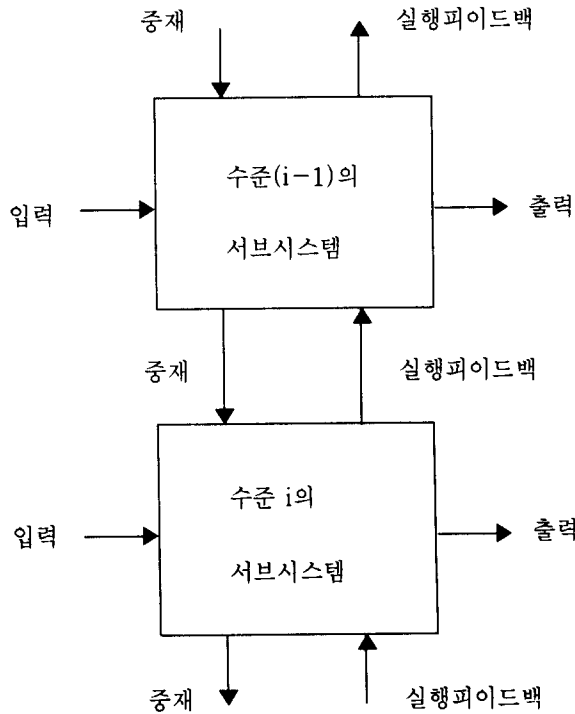 중재
실행피이드백
수준(i-1)의
입력
출력
서브시스템
중재
실행피이드백
수준 i의
입력
출력
서브시스템
중재
실행피이드백